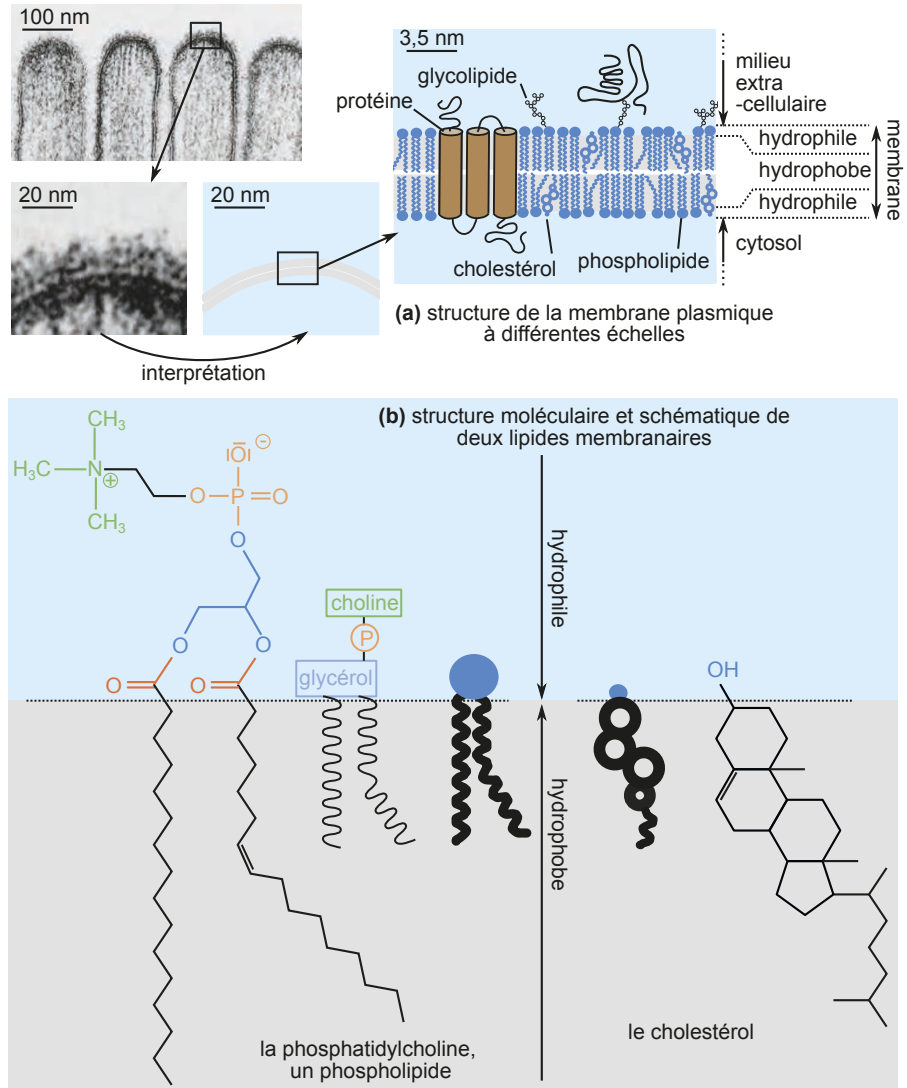 100 nm
20 nm
20 nm
interprétation
3,5 nm
glycolipide
protéine
cholestérol
phospholipide
milieu
extra
-cellulaire
hydrophile
hydrophobe
hydrophile
membrane
cytosol
(a) structure de la membrane plasmique
à différentes échelles
(b) structure moléculaire et schématique de
deux lipides membranaires
CH3
H3C N ⊕
CH3
IŌI ⊖
O P = O
O
O O
O O
choline
P
glycérol
hydrophile
hydrophobe
OH
la phosphatidylcholine,
un phospholipide
le cholestérol